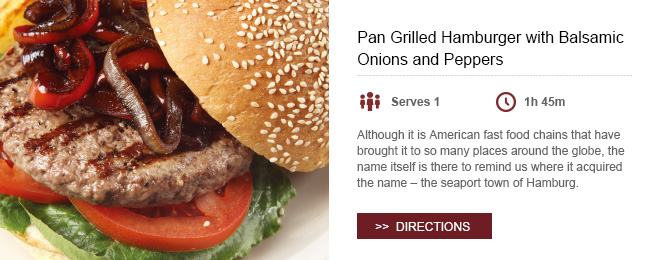 Pan Grilled Hamburger with Balsamic
Onions and Peppers
Serves 1
1h 45m
Although it is American fast food chains that have
brought it to so many places around the globe, the
name itself is there to remind us where it acquired
the name – the seaport town of Hamburg.
>> DIRECTIONS